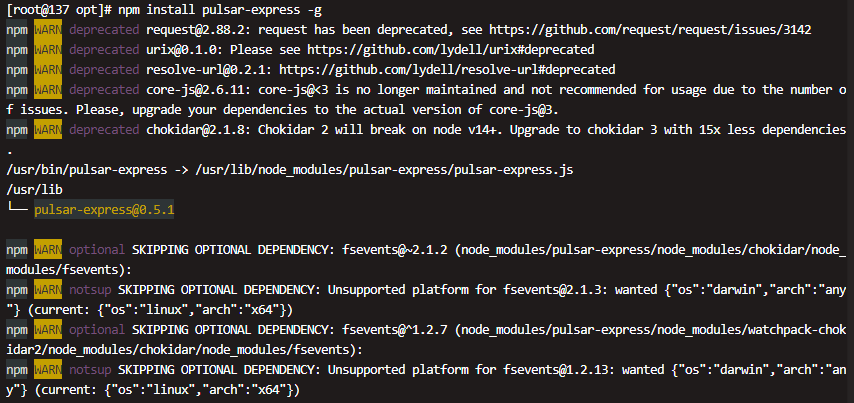 [root@137 opt]# npm install pulsar-express -g
npm WARN deprecated request@2.88.2: request has been deprecated, see https://github.com/request/request/issues/3142
npm WARN deprecated urix@0.1.0: Please see https://github.com/lydell/urix#deprecated
npm WARN deprecated resolve-url@0.2.1: https://github.com/lydell/resolve-url#deprecated
npm WARN deprecated core-js@2.6.11: core-js@<3 is no longer maintained and not recommended for usage due to the number o
f issues. Please, upgrade your dependencies to the actual version of core-js@3.
npm WARN deprecated chokidar@2.1.8: Chokidar 2 will break on node v14+. Upgrade to chokidar 3 with 15x less dependencies
.
/usr/bin/pulsar-express -> /usr/lib/node_modules/pulsar-express/pulsar-express.js
/usr/lib
└── pulsar-express@0.5.1
npm WARN optional SKIPPING OPTIONAL DEPENDENCY: fsevents@~2.1.2 (node_modules/pulsar-express/node_modules/chokidar/node_
modules/fsevents):
npm WARN notsup SKIPPING OPTIONAL DEPENDENCY: Unsupported platform for fsevents@2.1.3: wanted {"os":"darwin","arch":"any
"} (current: {"os":"linux","arch":"x64"})
npm WARN optional SKIPPING OPTIONAL DEPENDENCY: fsevents@^1.2.7 (node_modules/pulsar-express/node_modules/watchpack-chok
idar2/node_modules/chokidar/node_modules/fsevents):
npm WARN notsup SKIPPING OPTIONAL DEPENDENCY: Unsupported platform for fsevents@1.2.13: wanted {"os":"darwin","arch":"an
y"} (current: {"os":"linux","arch":"x64"})